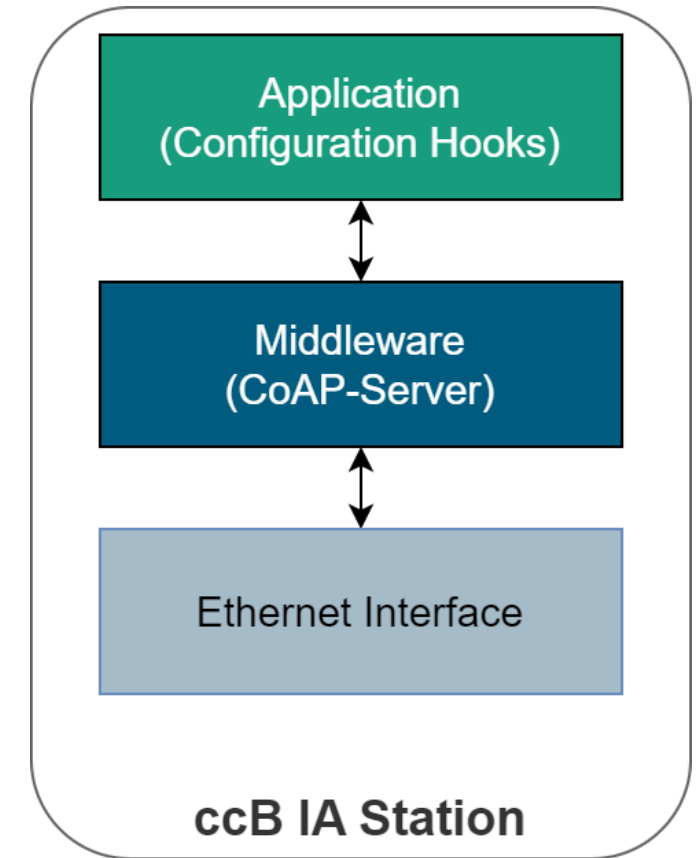 Application
(Configuration Hooks)
Middleware
(CoAP-Server)
Ethernet Interface
ccB IA Station